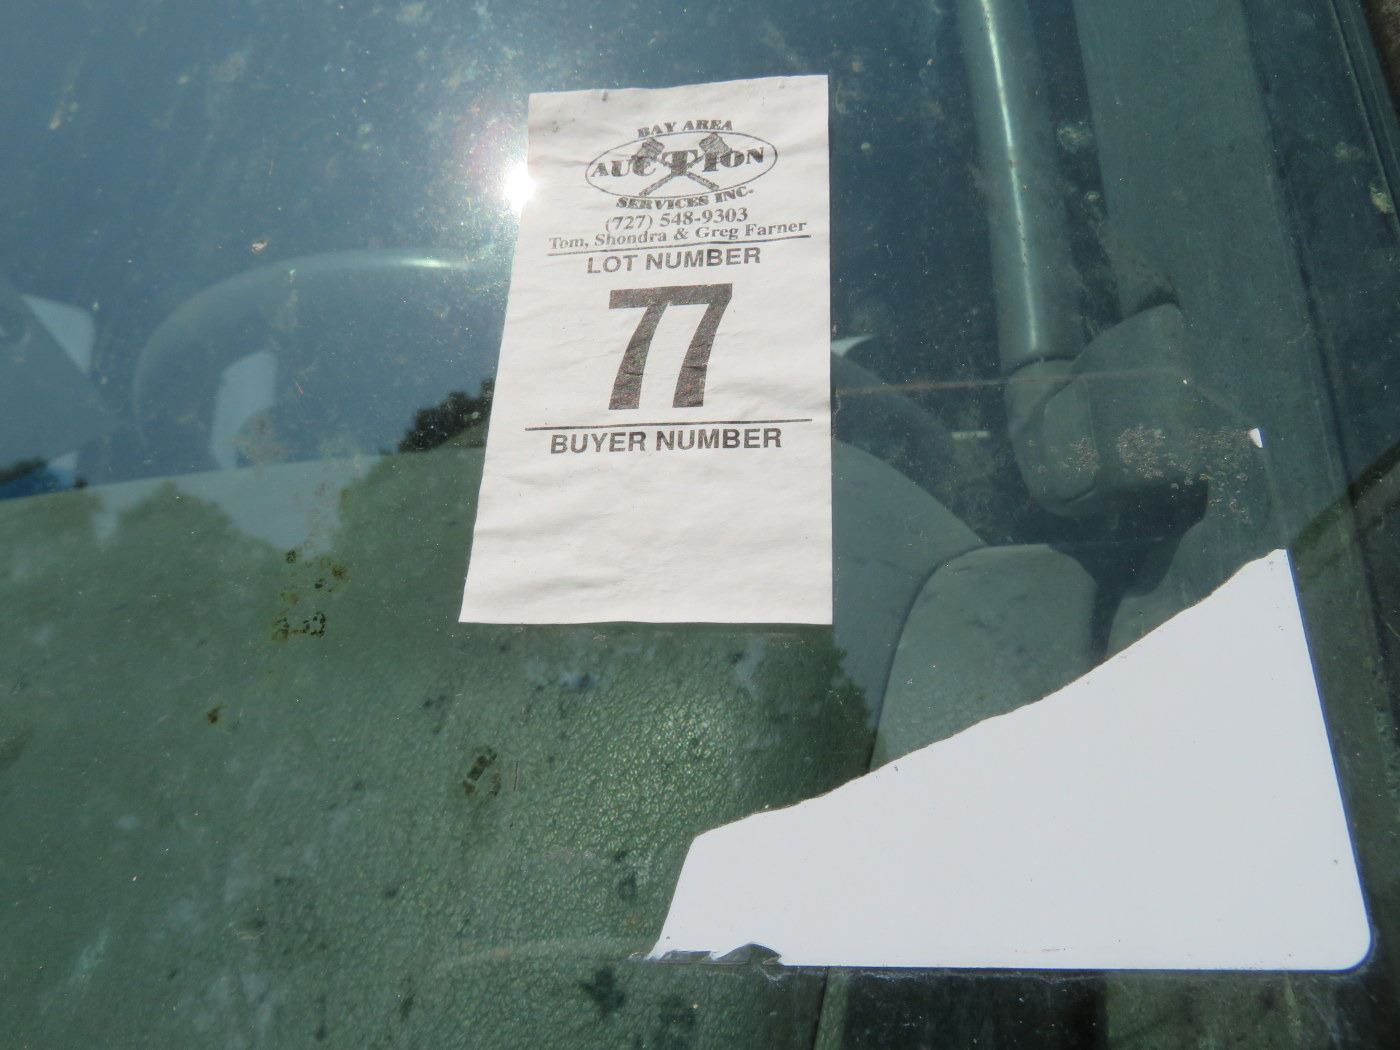 BAY AREA
AUCTION
SERVICES INC.
(727) 548-9303
Tom, Shondra & Greg Farner
LOT NUMBER
77
BUYER NUMBER